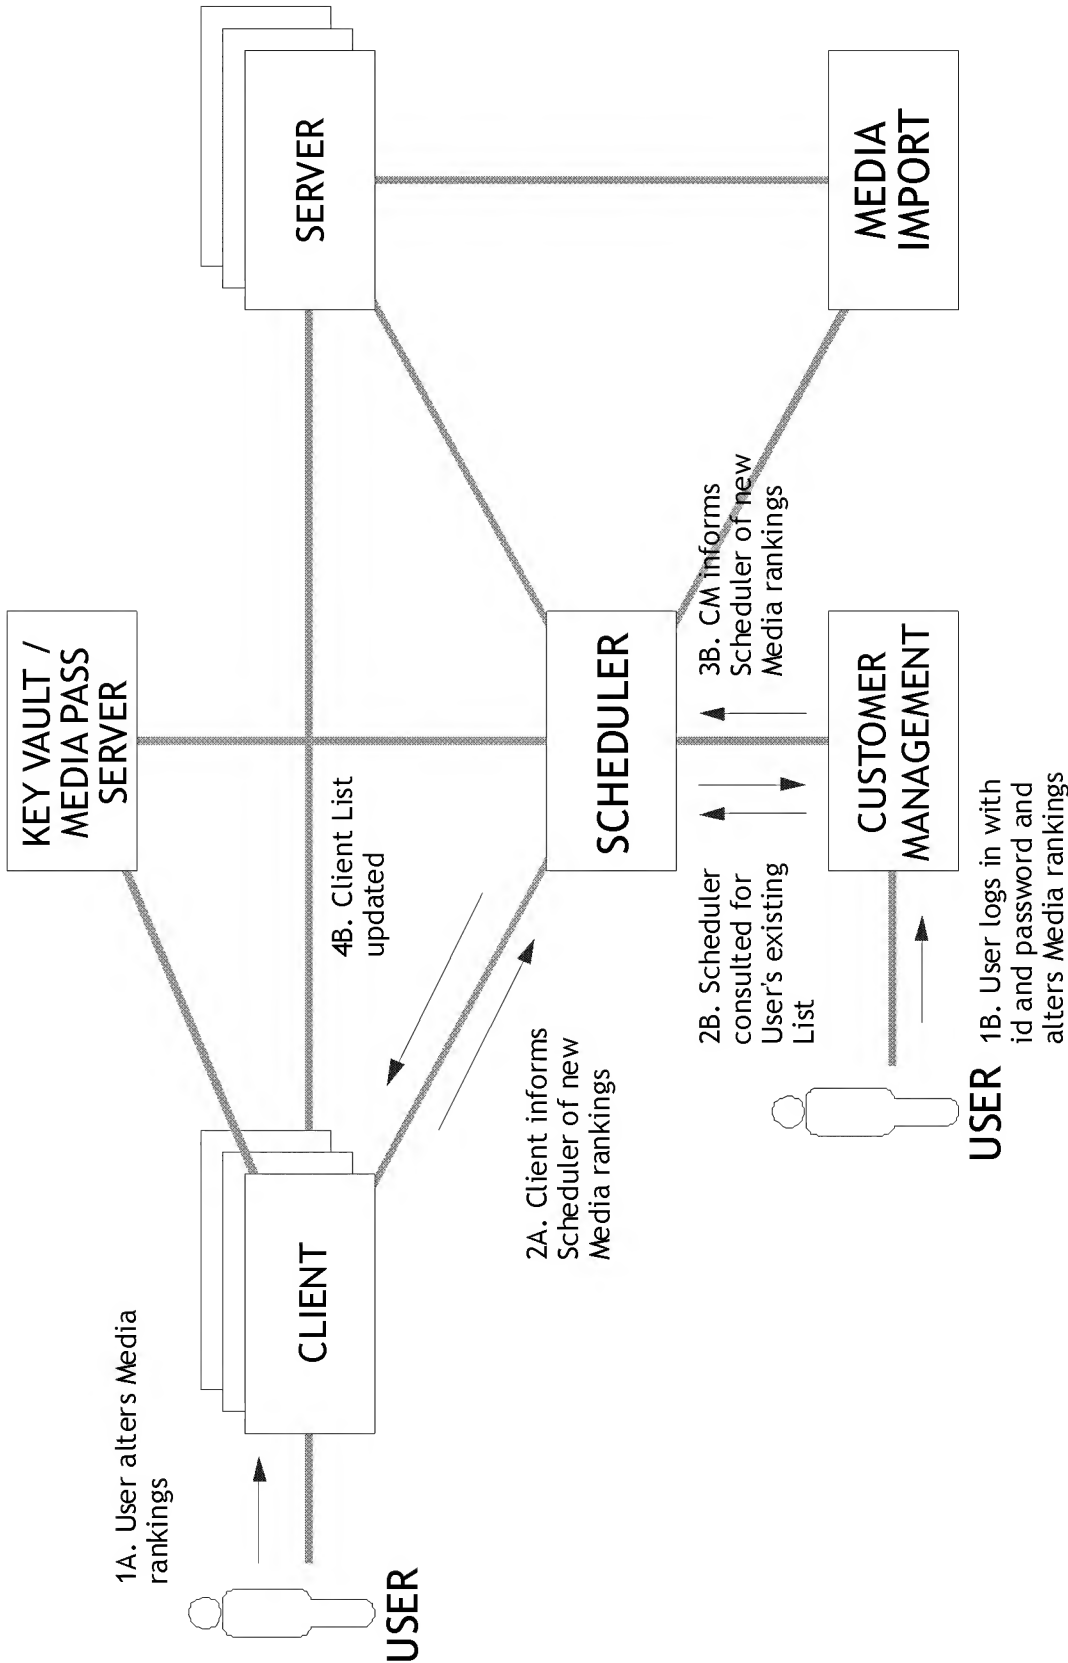 KEY VAULT /
MEDIA PASS
SERVER
1A. User alters Media
rankings
CLIENT
SERVER
USER
4B. Client List
updated
2A. Client informs
Scheduler of new
Media rankings
SCHEDULER
2B. Scheduler
consulted for
User's existing
List
3B. CM informs
Scheduler of new
Media rankings
CUSTOMER
MANAGEMENT
MEDIA
IMPORT
USER
1B. User logs in with
id and password and
alters Media rankings